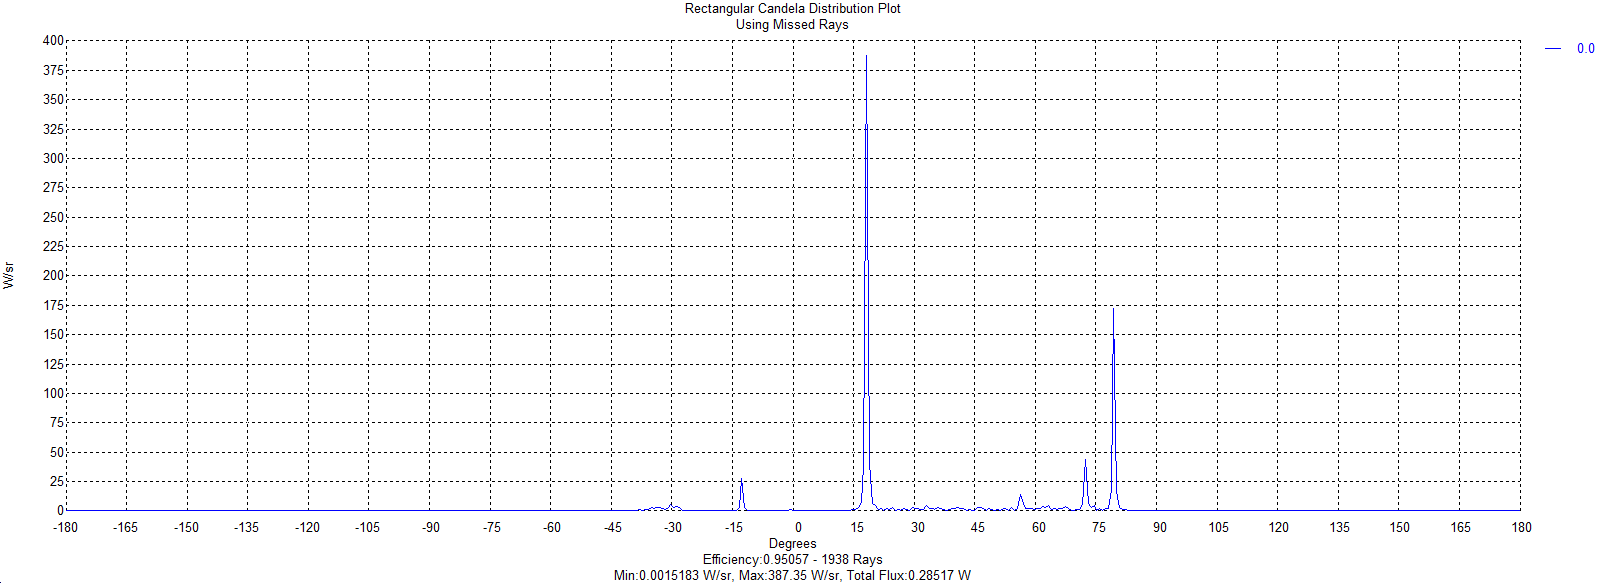 Rectangular Candela Distribution Plot
Using Missed Rays
400
375
350
325
300
275
250
225
200
175
150
125
100
75
50
25
0
W/sr
0.0
-180 -165 -150 -135 -120 -105 -90 -75 -60 -45 -30 -15 0 15 30 45 60 75 90 105 120 135 150 165 180
Degrees
Efficiency:0.95057 - 1938 Rays
Min:0.0015183 W/sr, Max:387.35 W/sr, Total Flux:0.28517 W